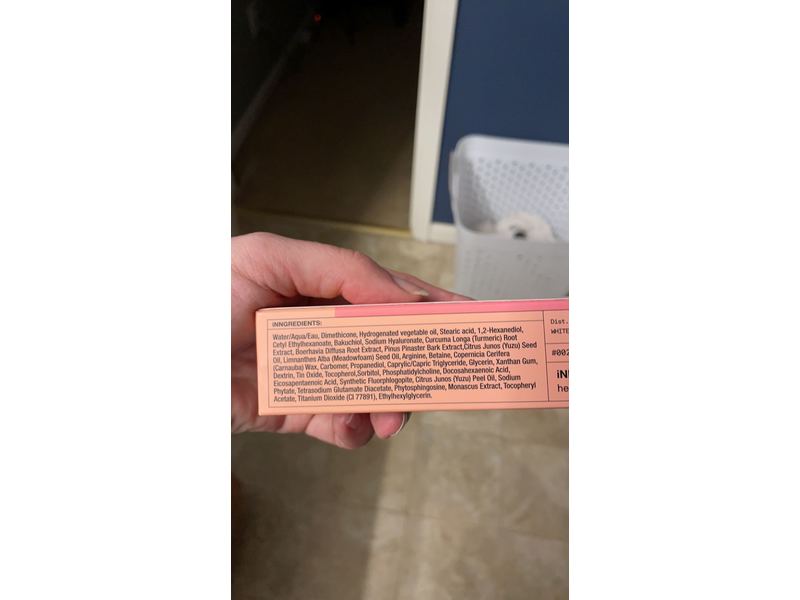 iNNGREDIENTS:
Water/Aqua/Eau, Dimethicone, Hydrogenated vegetable oil, Stearic acid, 1,2-Hexanediol,
Cetyl Ethylhexanoate, Bakuchiol, Sodium Hyaluronate, Curcuma Longa (Turmeric) Root
Extract, Boerhavia Diffusa Root Extract, Pinus Pinaster Bark Extract,Citrus Junos (Yuzu) Seed
Oil, Limnanthes Alba (Meadowfoam) Seed Oil, Arginine, Betaine, Copernicia Cerifera
(Carnauba) Wax, Carbomer, Propanediol, Caprylic/Capric Triglyceride, Glycerin, Xanthan Gum,
Dextrin, Tin Oxide, Tocopherol,Sorbitol, Phosphatidylcholine, Docosahexaenoic Acid,
Eicosapentaenoic Acid, Synthetic Fluorphlogopite, Citrus Junos (Yuzu) Peel Oil, Sodium
Phytate, Tetrasodium Glutamate Diacetate, Phytosphingosine, Monascus Extract, Tocopheryl
Acetate, Titanium Dioxide (CI 77891), Ethylhexylglycerin.
Dist.
WHITE
#002
iN
he